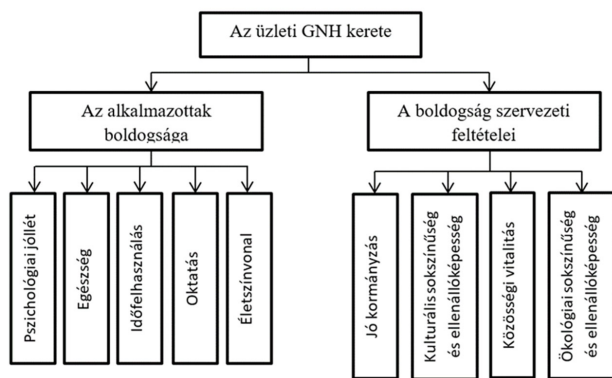 Az üzleti GNH kerete
Az alkalmazottak
boldogsága
A boldogság szervezeti
feltételei
Pszichológiai jóllét
Egészség
Időfelhasználás
Oktatás
Életszínvonal
Jó kormányzás
Kulturális sokszínűség
és ellenállóképesség
Közösségi vitalitás
Ökológiai sokszínűség
és ellenállóképesség